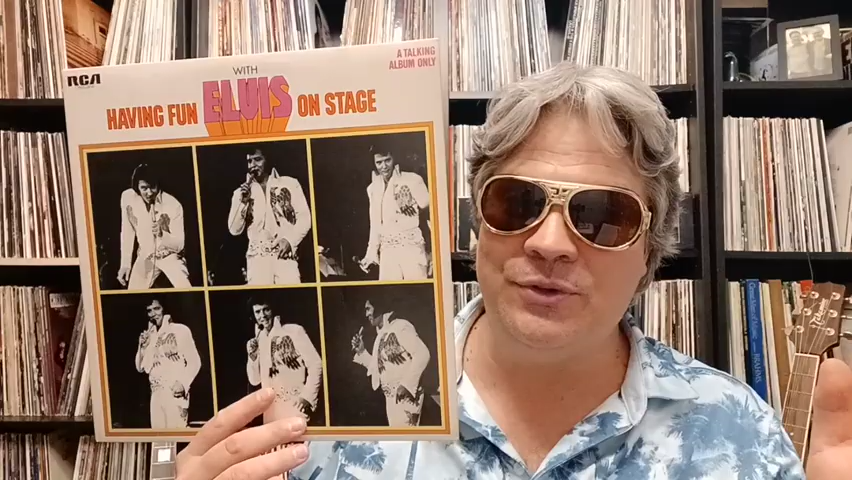 RCA
WITH
HAVING FUN ELVIS ON STAGE
A TALKING
ALBUM ONLY